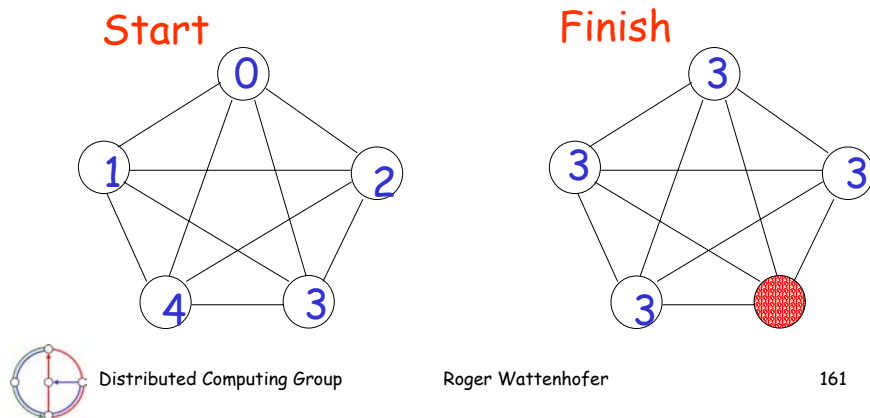 Start Finish
0 3
1 2 3 3
4 3 3
Distributed Computing Group Roger Wattenhofer 161